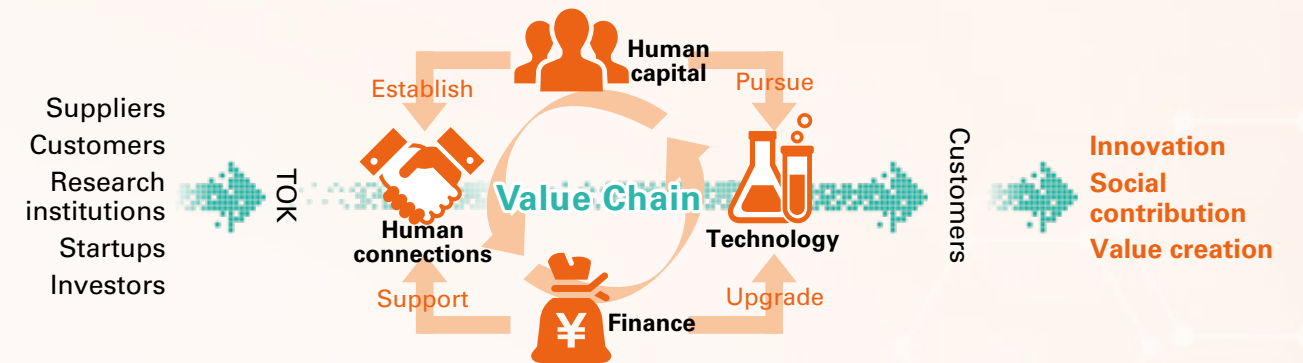 Suppliers
Customers
Research
institutions
Startups
Investors
TOK
Human
capital
Establish
Pursue
Value Chain
Human
connections
Technology
Support
Upgrade
¥
Finance
Customers
Innovation
Social
contribution
Value creation